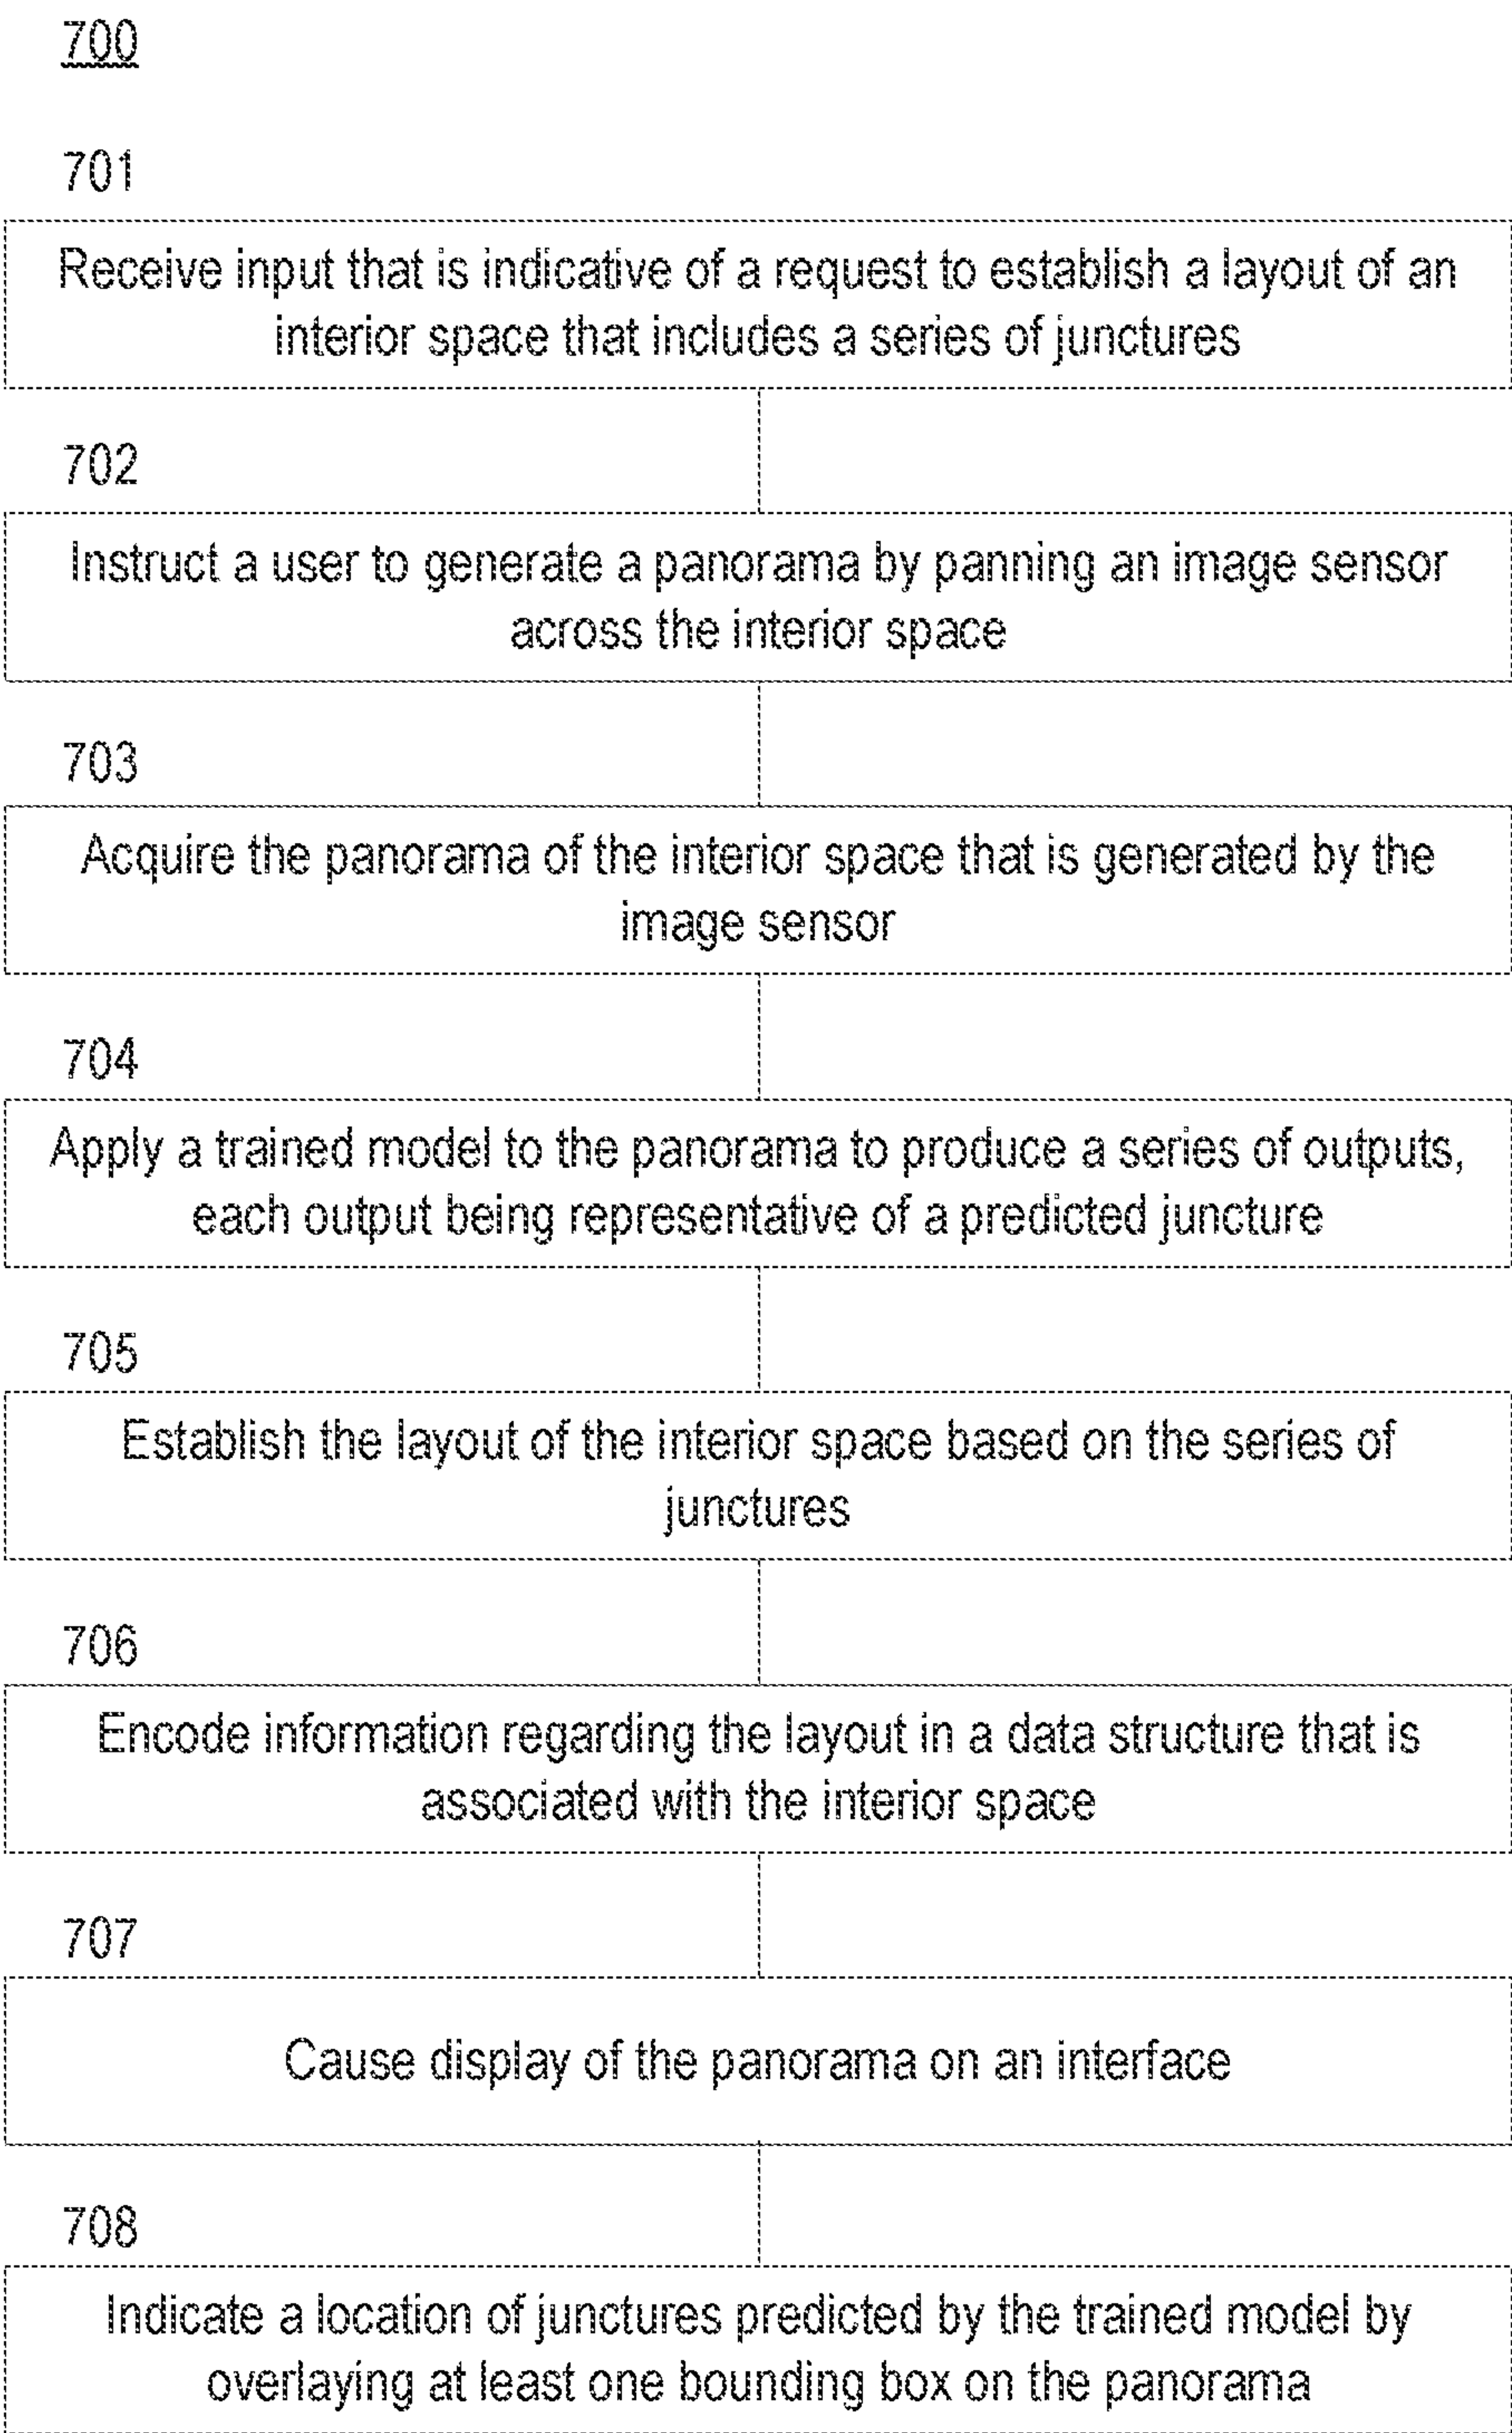 700
701
Receive input that is indicative of a request to establish a layout of an
interior space that includes a series of junctures
702
Instruct a user to generate a panorama by panning an image sensor
across the interior space
703
Acquire the panorama of the interior space that is generated by the
image sensor
704
Apply a trained model to the panorama to produce a series of outputs,
each output being representative of a predicted juncture
705
Establish the layout of the interior space based on the series of
junctures
706
Encode information regarding the layout in a data structure that is
associated with the interior space
707
Cause display of the panorama on an interface
708
Indicate a location of junctures predicted by the trained model by
overlaying at least one bounding box on the panorama